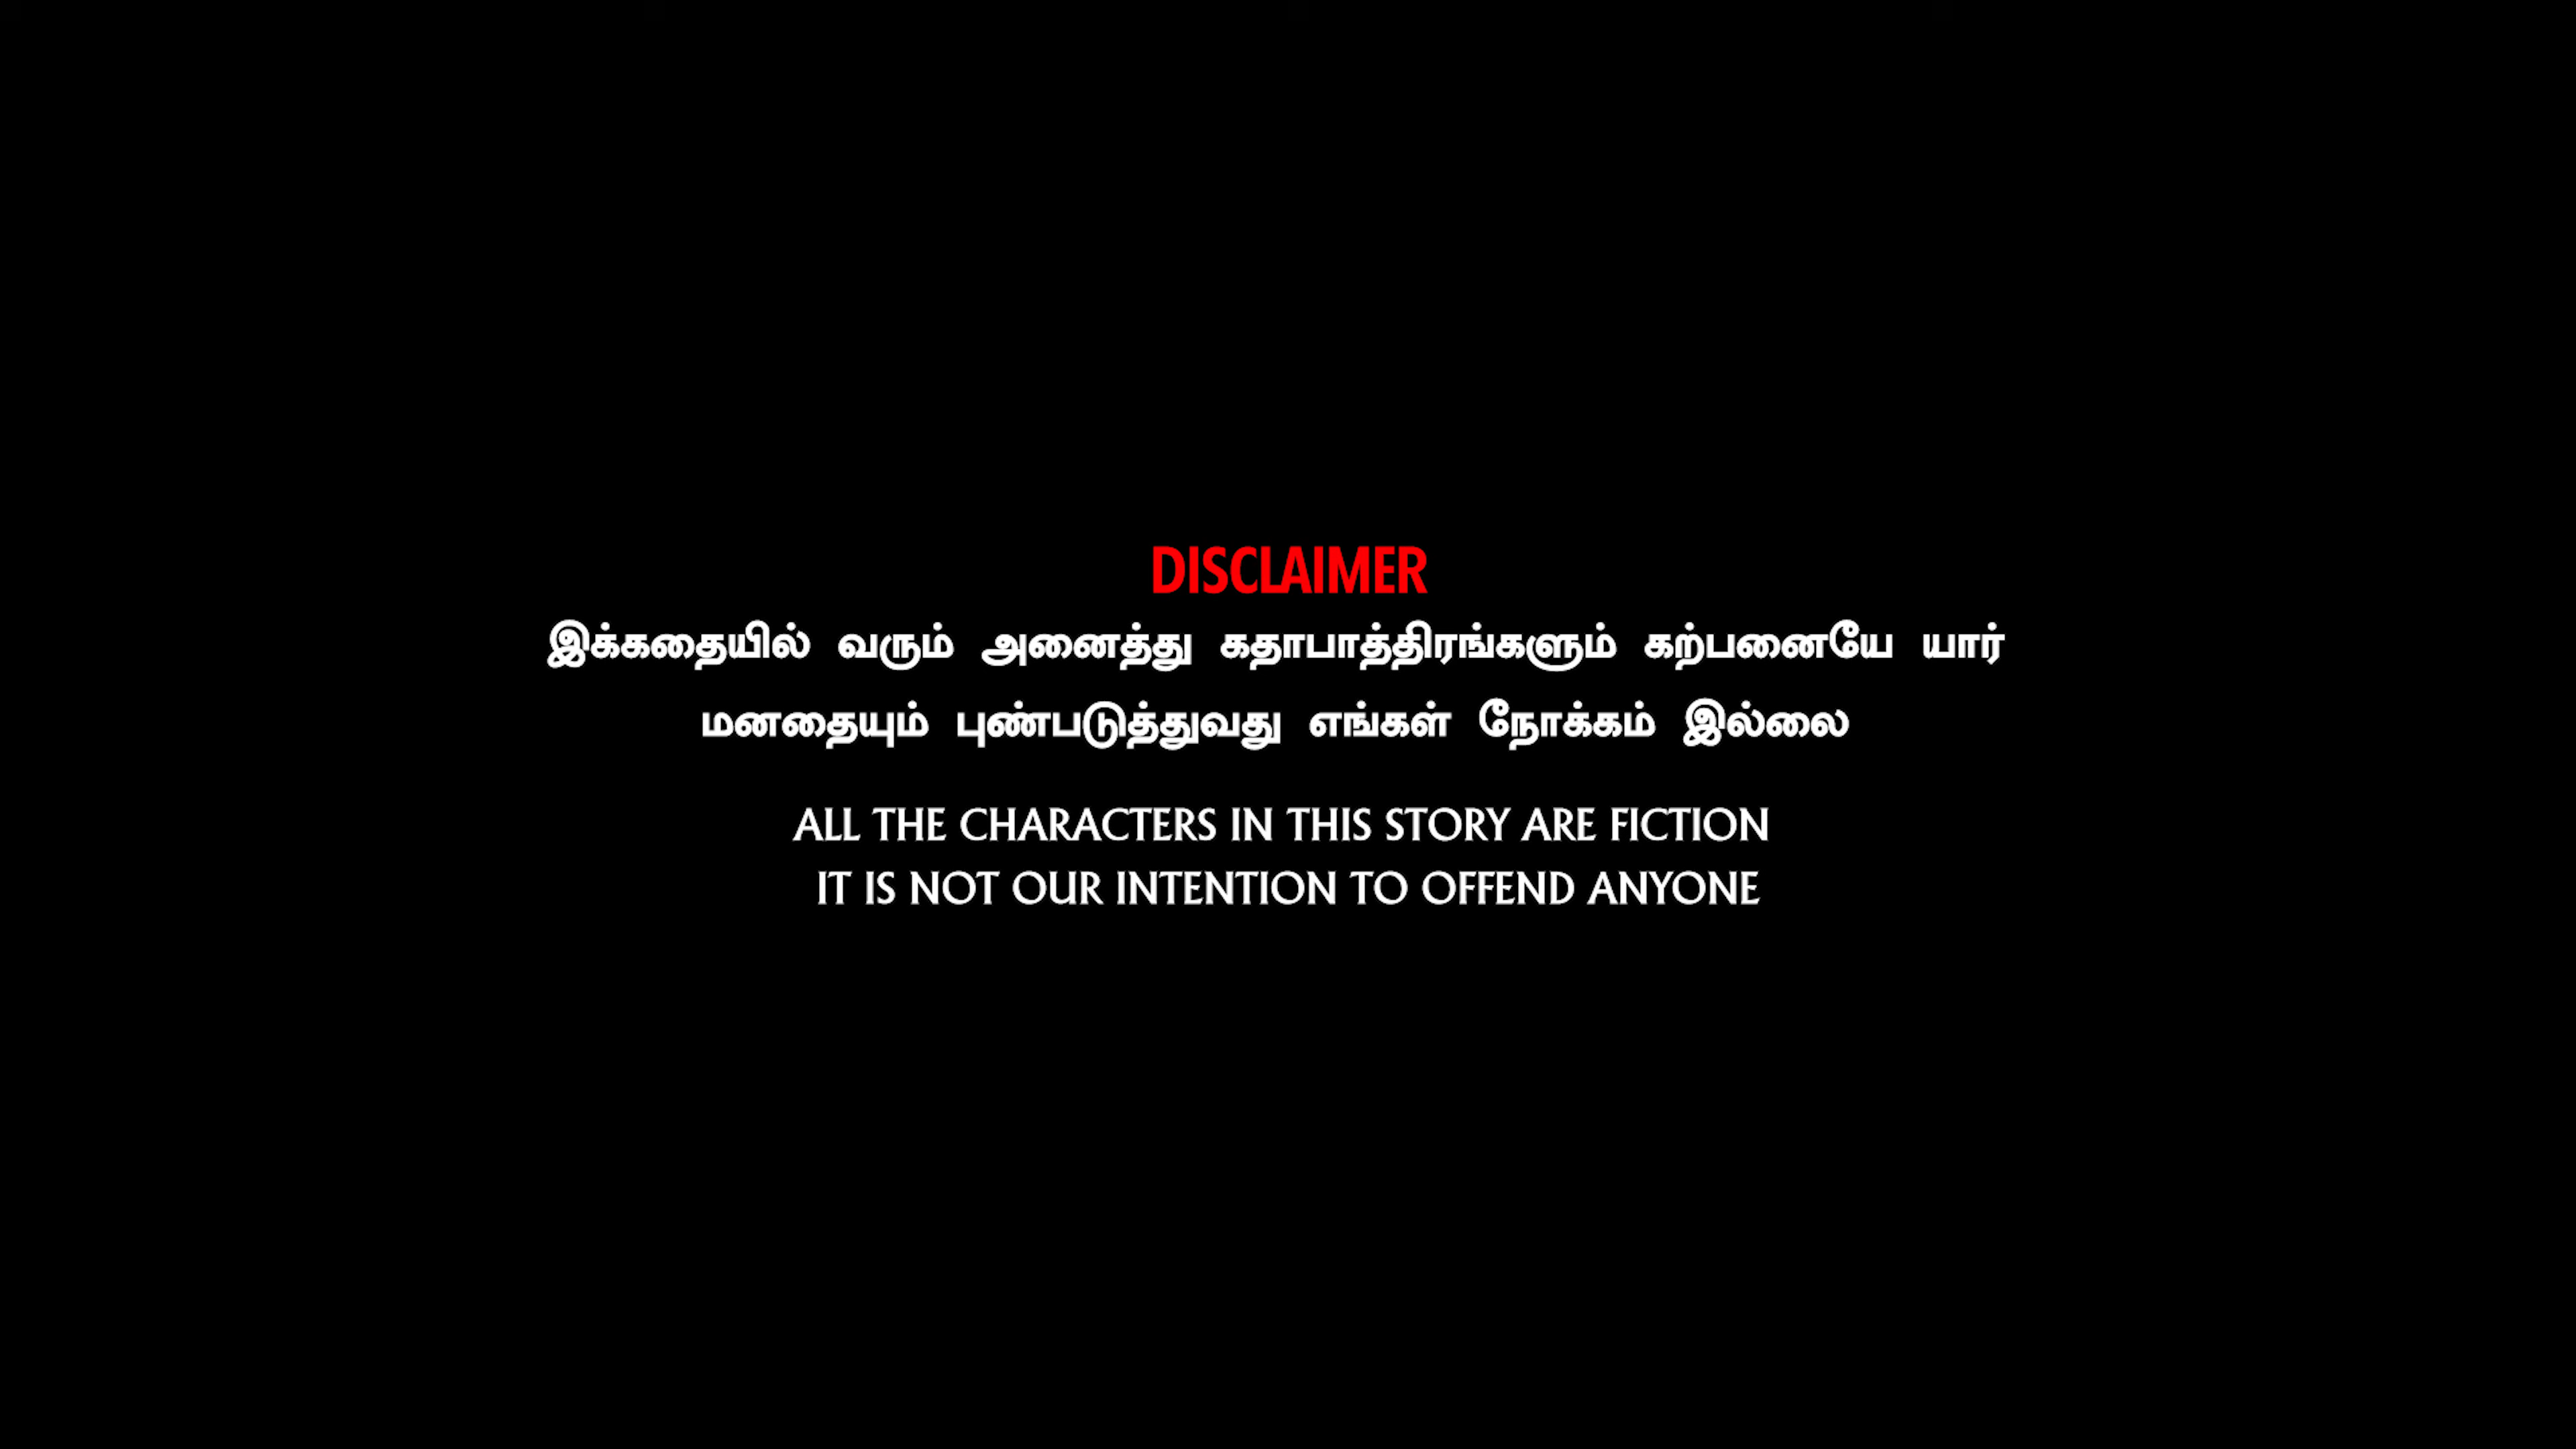 DISCLAIMER
இக்கதையில் வரும் அனைத்து கதாபாத்திரங்களும் கற்பனையே யார்
மனதையும் புண்படுத்துவது எங்கள் நோக்கம் இல்லை
ALL THE CHARACTERS IN THIS STORY ARE FICTION
IT IS NOT OUR INTENTION TO OFFEND ANYONE